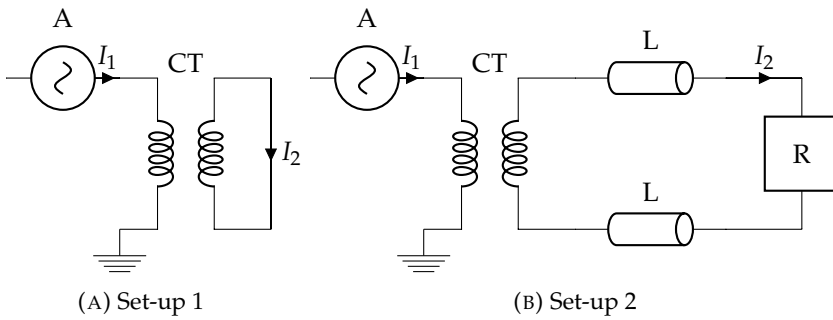 A
I₁
CT
I₂
(A) Set-up 1
A
I₁
CT
L
I₂
R
L
(B) Set-up 2